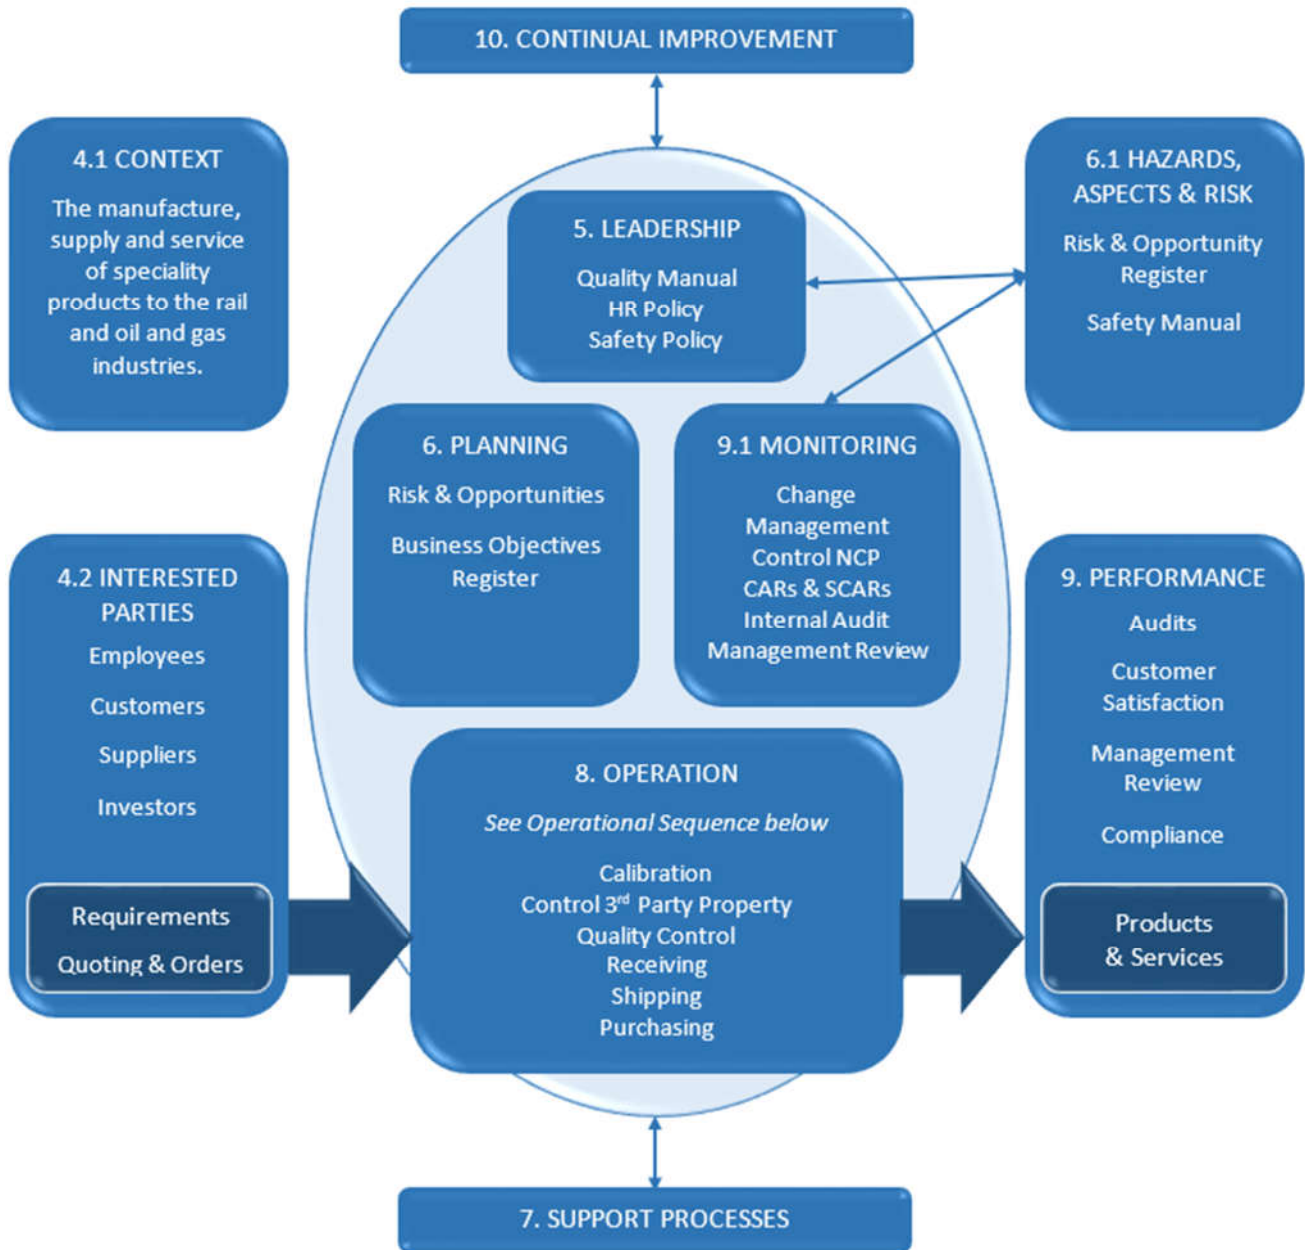 10. CONTINUAL IMPROVEMENT
4.1 CONTEXT
The manufacture,
supply and service
of speciality
products to the rail
and oil and gas
industries.
5. LEADERSHIP
Quality Manual
HR Policy
Safety Policy
6.1 HAZARDS,
ASPECTS & RISK
Risk & Opportunity
Register
Safety Manual
6. PLANNING
Risk & Opportunities
Business Objectives
Register
9.1 MONITORING
Change
Management
Control NCP
CARs & SCARs
Internal Audit
Management Review
4.2 INTERESTED
PARTIES
Employees
Customers
Suppliers
Investors
Requirements
Quoting & Orders
8. OPERATION
See Operational Sequence below
Calibration
Control 3rd Party Property
Quality Control
Receiving
Shipping
Purchasing
9. PERFORMANCE
Audits
Customer
Satisfaction
Management
Review
Compliance
Products
& Services
7. SUPPORT PROCESSES